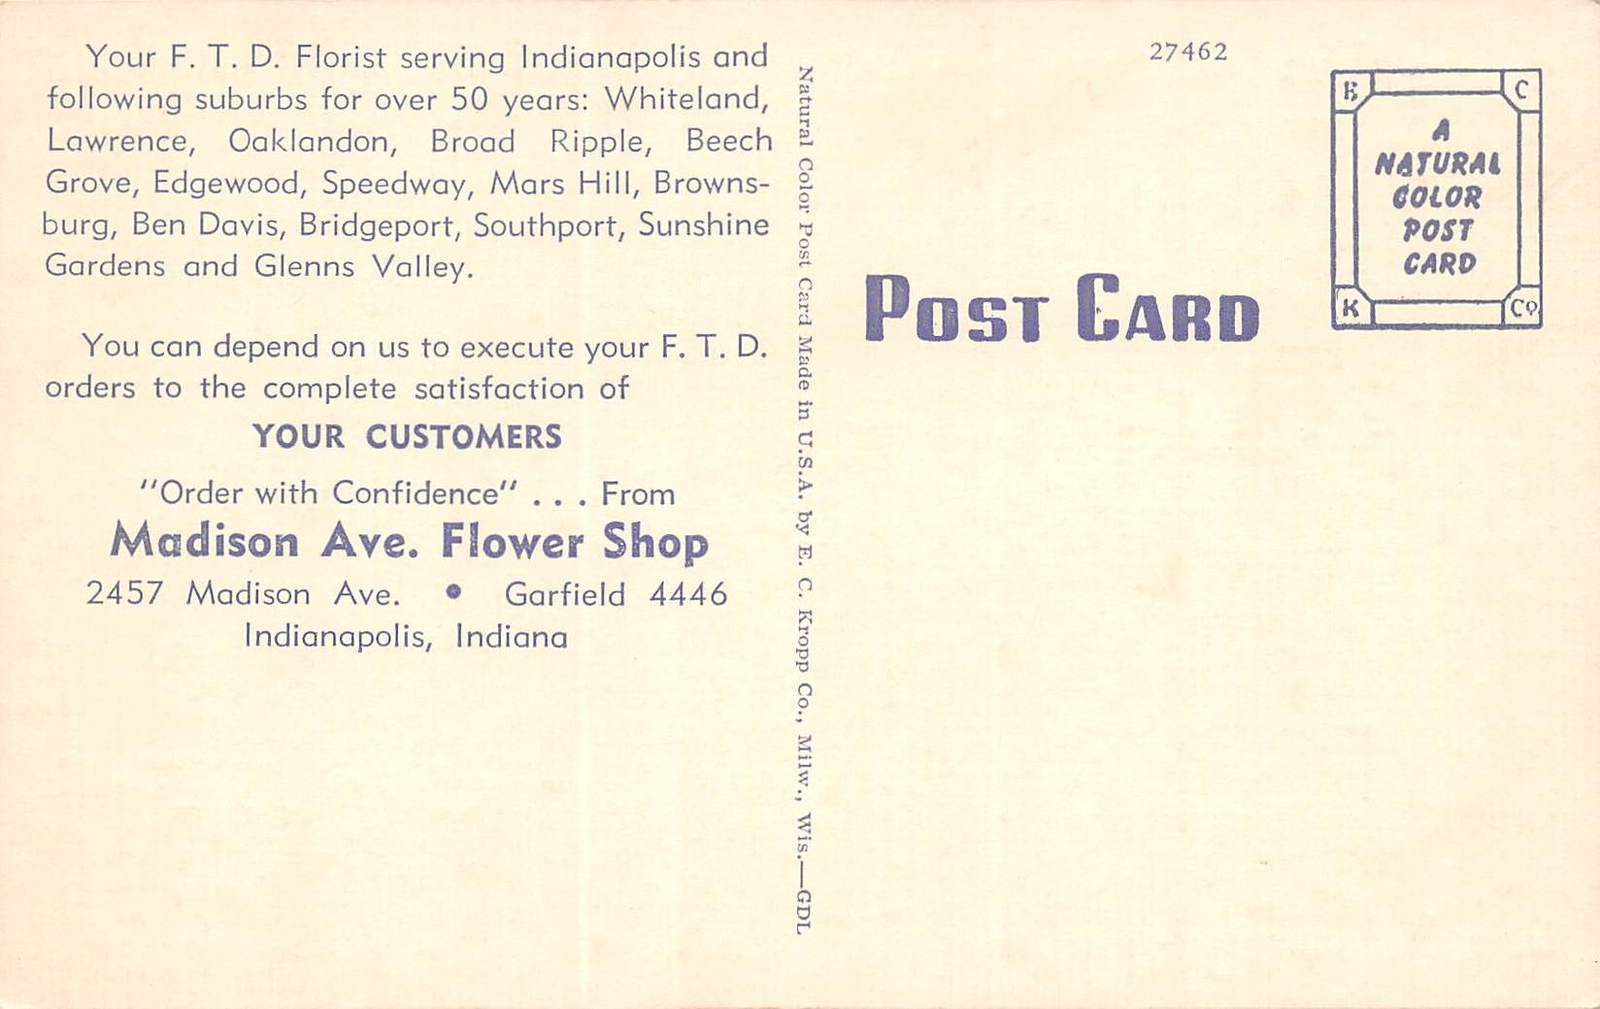 Your F. T. D. Florist serving Indianapolis and
following suburbs for over 50 years: Whiteland,
Lawrence, Oaklandon, Broad Ripple, Beech
Grove, Edgewood, Speedway, Mars Hill, Browns-
burg, Ben Davis, Bridgeport, Southport, Sunshine
Gardens and Glenns Valley.
You can depend on us to execute your F. T. D.
orders to the complete satisfaction of
YOUR CUSTOMERS
"Order with Confidence" . . . From
Madison Ave. Flower Shop
2457 Madison Ave. • Garfield 4446
Indianapolis, Indiana
Natural Color Post Card Made in U.S.A. by E. C. Kropp Co., Milw., Wis.—GDL
27462
POST CARD
E C
A
NATURAL
COLOR
POST
CARD
K Co